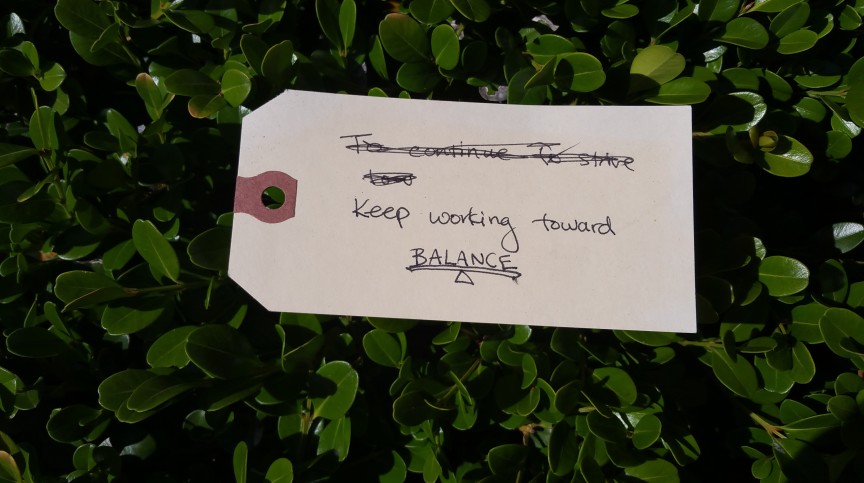 To continue To strive
Keep working toward
BALANCE